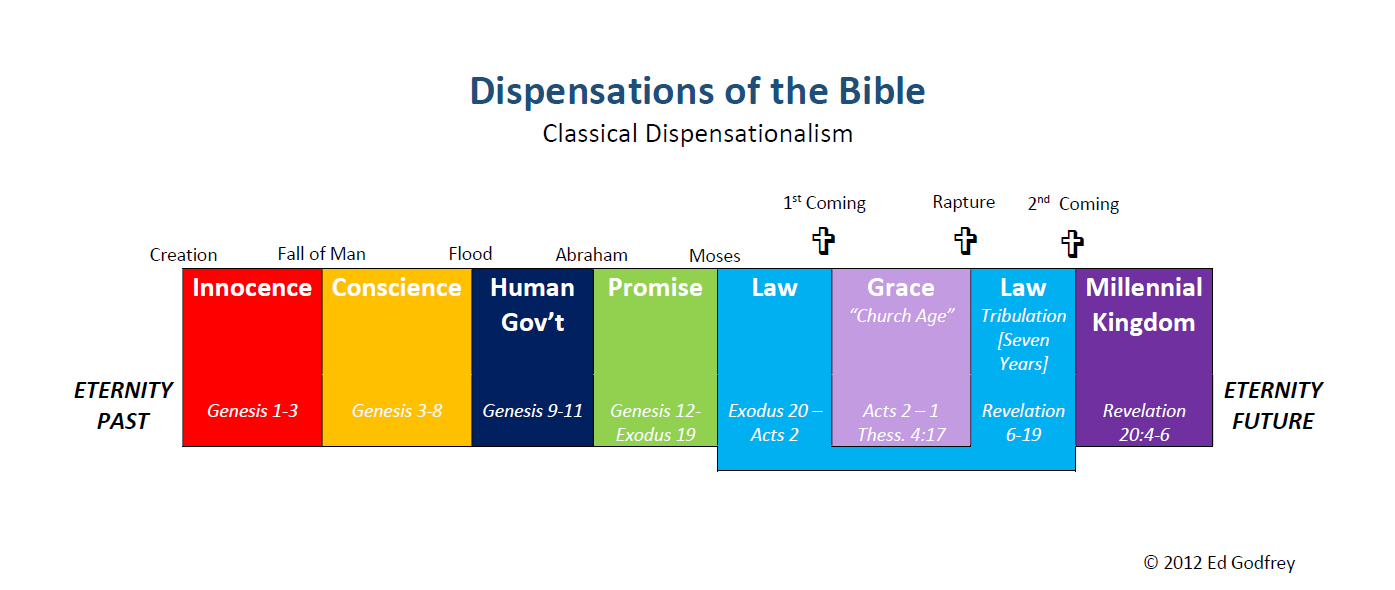 Dispensations of the Bible
Classical Dispensationalism
1st Coming
Rapture
2nd Coming
Creation
Fall of Man
Flood
Abraham
Moses
Innocence
Genesis 1-3
Conscience
Genesis 3-8
Human
Gov’t
Genesis 9-11
Promise
Genesis 12-
Exodus 19
Law
Exodus 20 –
Acts 2
Grace
“Church Age”
Acts 2 – 1
Thess. 4:17
Law
Tribulation
[Seven
Years]
Revelation
6-19
Millennial
Kingdom
Revelation
20:4-6
ETERNITY
PAST
ETERNITY
FUTURE
© 2012 Ed Godfrey